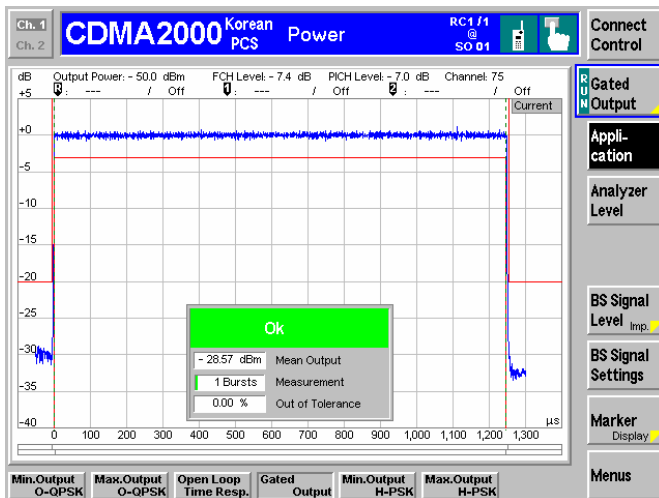 Ch. 1
Ch. 2
CDMA2000 Korean PCS Power
RC1 /1
@
SO 01
Connect Control
dB Output Power: - 50.0 dBm FCH Level: - 7.4 dB PICH Level: - 7.0 dB Channel: 75
R : --- / Off 1 : --- / Off 2 : --- / Off
Current
+5
+0
-5
-10
-15
-20
-25
-30
-35
-40
0 100 200 300 400 500 600 700 800 900 1,000 1,100 1,200 1,300
µs
Ok
- 28.57 dBm Mean Output
1 Bursts Measurement
0.00 % Out of Tolerance
RUN
Gated Output
Appli-
cation
Analyzer Level
BS Signal Level Imp.
BS Signal Settings
Marker
Display
Menus
Min.Output O-QPSK
Max.Output O-QPSK
Open Loop Time Resp.
Gated Output
Min.Output H-PSK
Max.Output H-PSK